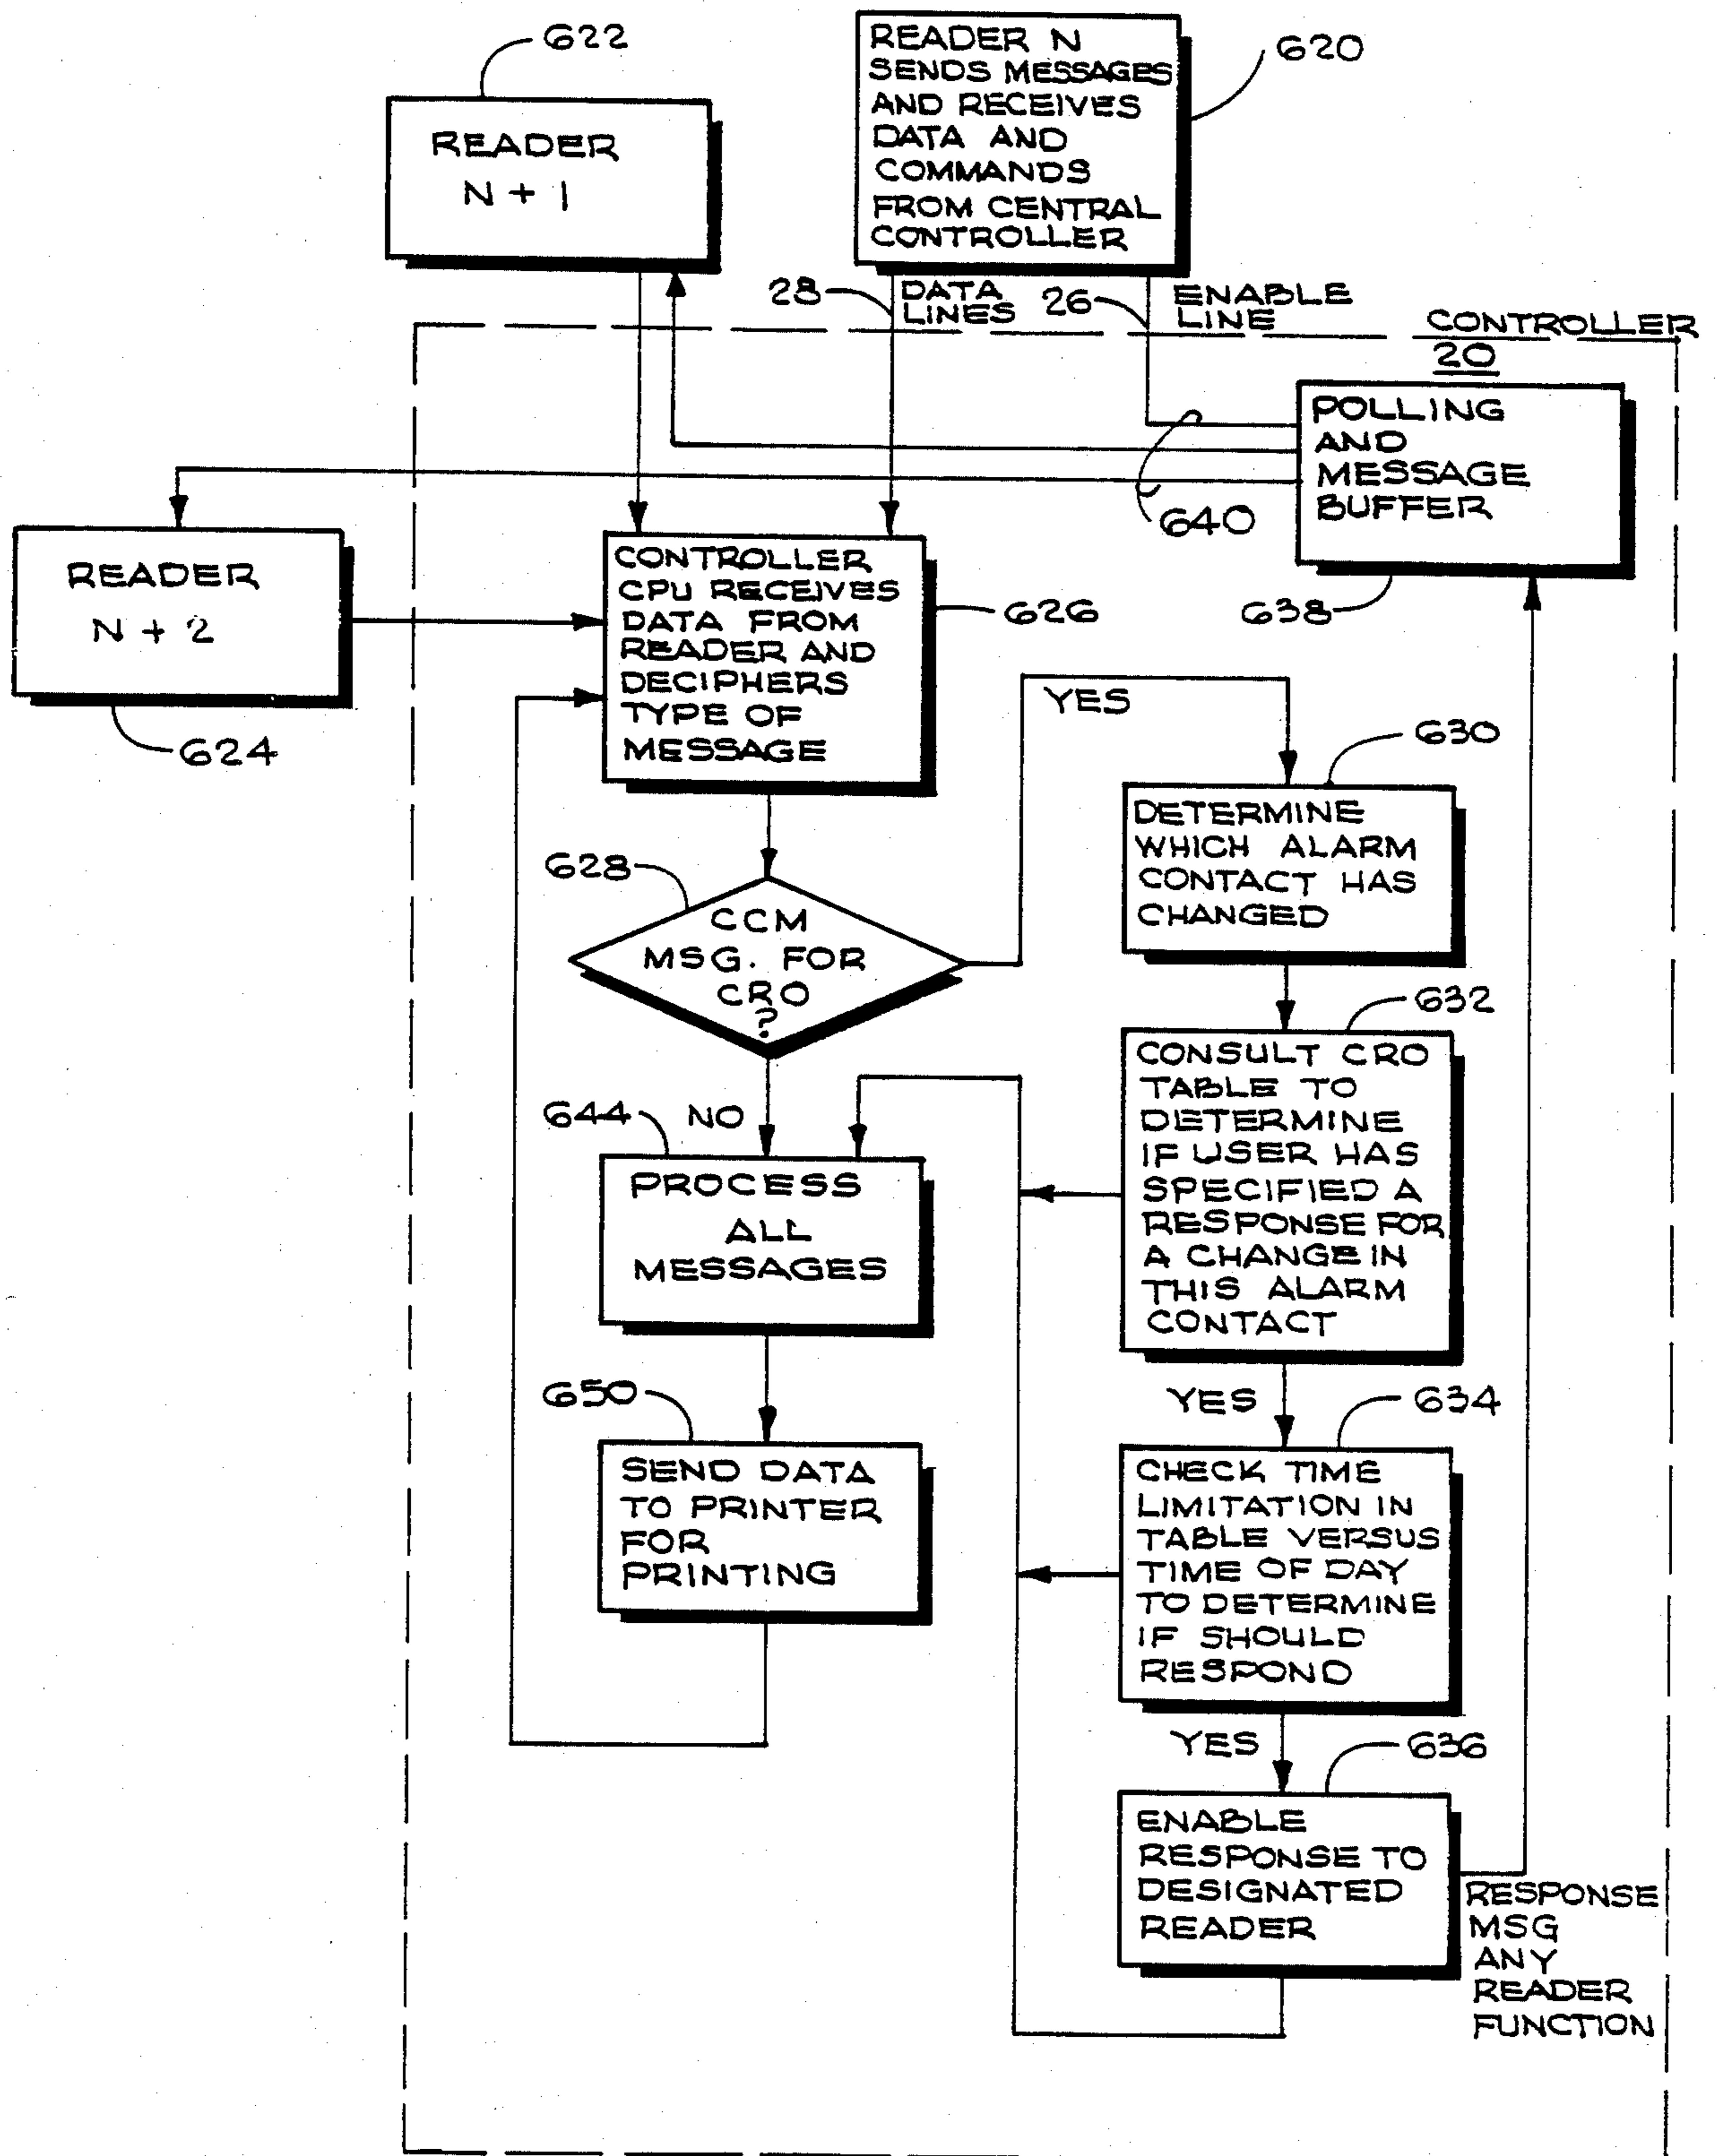 622
READER
N + 1
READER N
SENDS MESSAGES
AND RECEIVES
DATA AND
COMMANDS
FROM CENTRAL
CONTROLLER
620
28
DATA
LINES
26
ENABLE
LINE
CONTROLLER
20
POLLING
AND
MESSAGE
BUFFER
640
638
READER
N + 2
624
CONTROLLER
CPU RECEIVES
DATA FROM
READER AND
DECIPHERS
TYPE OF
MESSAGE
626
YES
630
DETERMINE
WHICH ALARM
CONTACT HAS
CHANGED
628
CCM
MSG. FOR
CRO
?
632
CONSULT CRO
TABLE TO
DETERMINE
IF USER HAS
SPECIFIED A
RESPONSE FOR
A CHANGE IN
THIS ALARM
CONTACT
644
NO
PROCESS
ALL
MESSAGES
650
SEND DATA
TO PRINTER
FOR
PRINTING
YES
634
CHECK TIME
LIMITATION IN
TABLE VERSUS
TIME OF DAY
TO DETERMINE
IF SHOULD
RESPOND
YES
636
ENABLE
RESPONSE TO
DESIGNATED
READER
RESPONSE
MSG
ANY
READER
FUNCTION